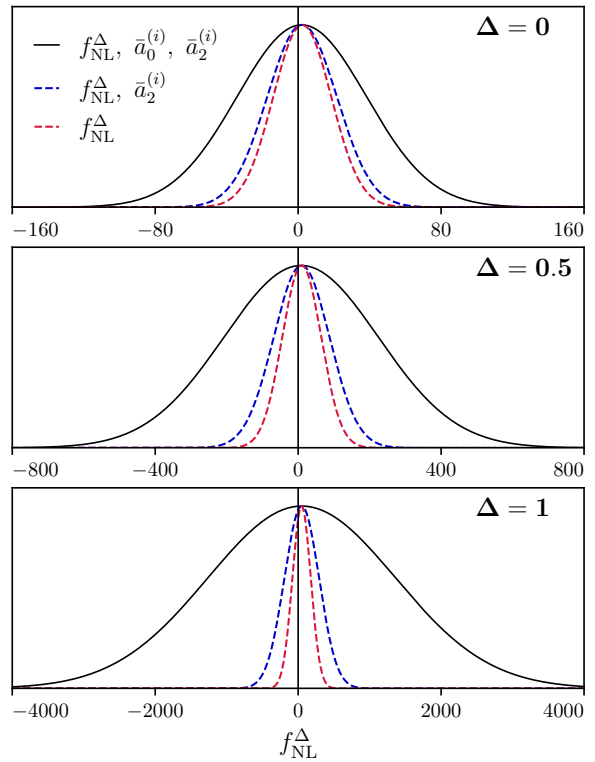 Δ = 0
f_NL^Δ, ā_0^(i), ā_2^(i)
f_NL^Δ, ā_2^(i)
f_NL^Δ
−160 −80 0 80 160
Δ = 0.5
−800 −400 0 400 800
Δ = 1
−4000 −2000 0 2000 4000
f_NL^Δ